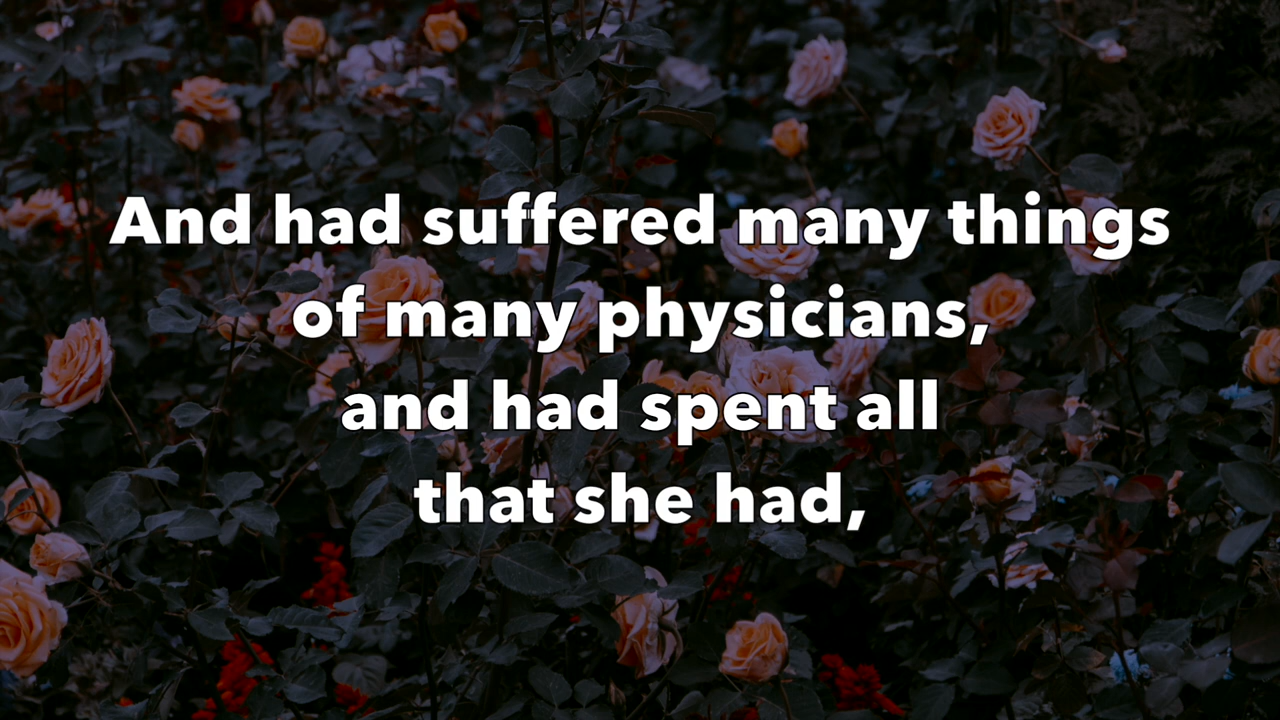 And had suffered many things
of many physicians,
and had spent all
that she had,